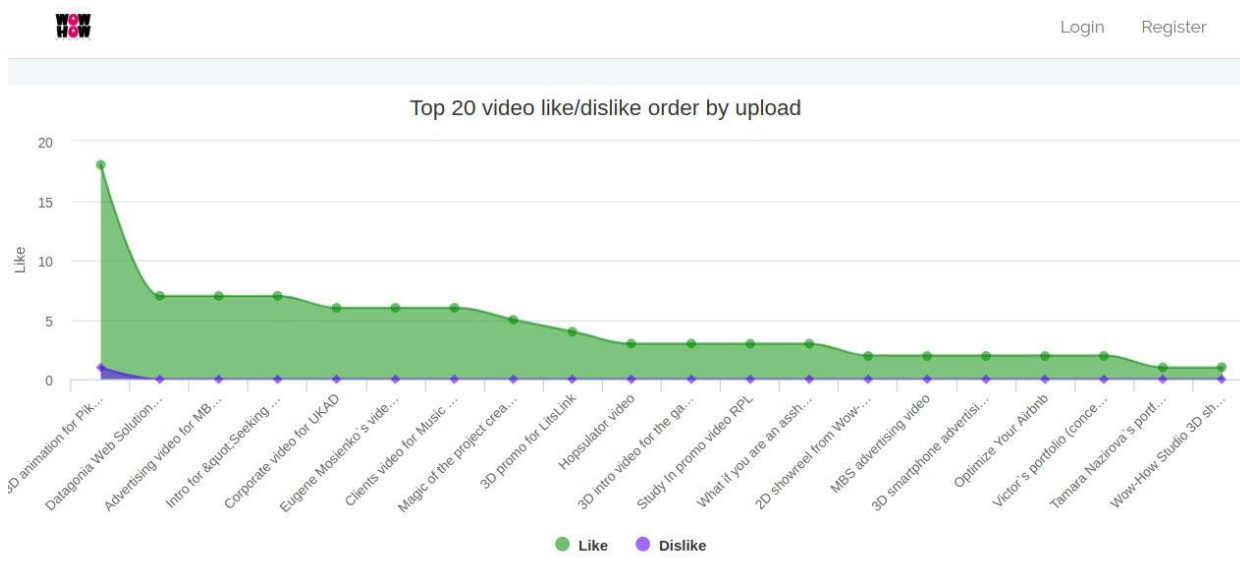 WOW
HOW
Login
Register
Top 20 video like/dislike order by upload
20
15
10
5
0
Like
3D animation for Pik…
Datagonia Web Solution…
Advertising video for MB…
Intro for &quot;Seeking …
Corporate video for UKAD
Eugene Mosienko`s vide…
Clients video for Music …
Magic of the project crea…
3D promo for LitsLink
Hopsulator video
3D intro video for the ga…
Study In promo video RPL
What if you are an assh…
2D showreel from Wow-…
MBS advertising video
3D smartphone advertisi…
Optimize Your Airbnb
Victor`s portfolio (conce…
Tamara Nazirova`s portf…
Wow-How Studio 3D sh…
Like
Dislike